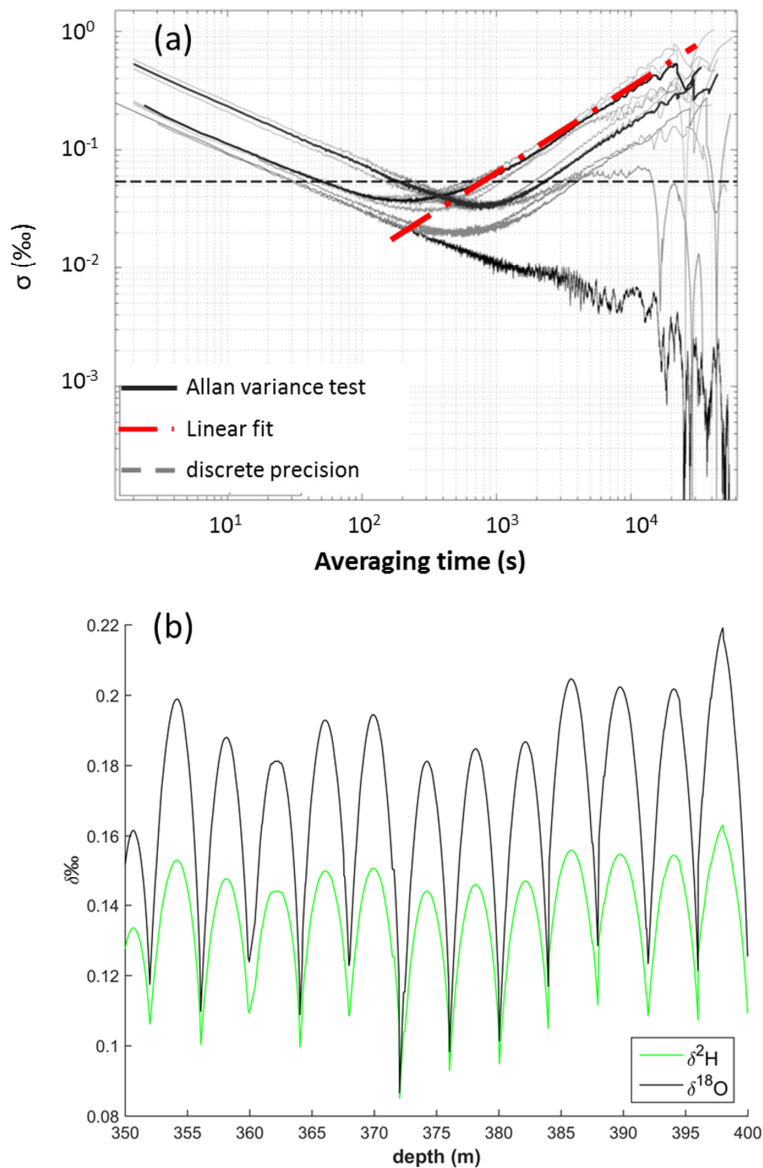 (a)
10⁰
10⁻¹
10⁻²
10⁻³
σ (‰)
Allan variance test
Linear fit
discrete precision
10¹ 10² 10³ 10⁴
Averaging time (s)
(b)
0.22
0.2
0.18
0.16
0.14
0.12
0.1
0.08
δ‰
δ²H
δ¹⁸O
350 355 360 365 370 375 380 385 390 395 400
depth (m)